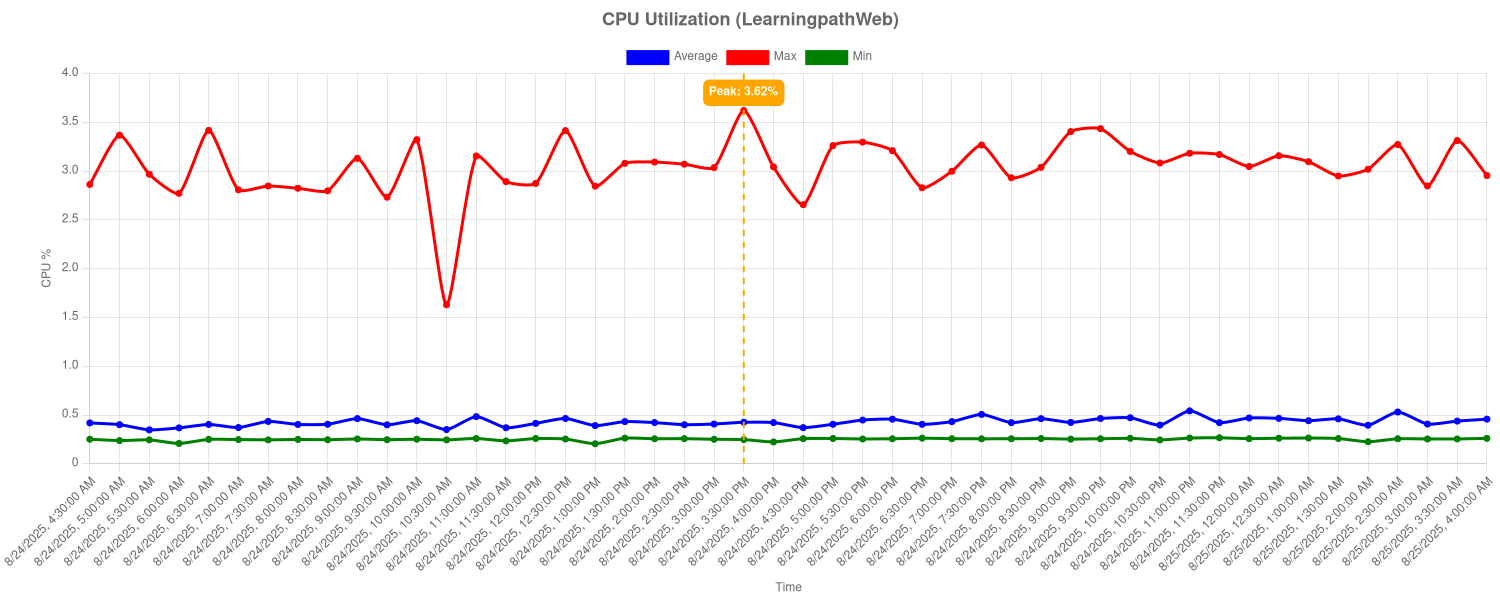 CPU Utilization (LearningpathWeb)
Average Max Min
4.0
Peak: 3.62%
3.5
3.0
2.5
2.0
1.5
1.0
0.5
0
CPU %
8/24/2025, 4:30:00 AM
8/24/2025, 5:00:00 AM
8/24/2025, 5:30:00 AM
8/24/2025, 6:00:00 AM
8/24/2025, 6:30:00 AM
8/24/2025, 7:00:00 AM
8/24/2025, 7:30:00 AM
8/24/2025, 8:00:00 AM
8/24/2025, 8:30:00 AM
8/24/2025, 9:00:00 AM
8/24/2025, 9:30:00 AM
8/24/2025, 10:00:00 AM
8/24/2025, 10:30:00 AM
8/24/2025, 11:00:00 AM
8/24/2025, 11:30:00 AM
8/24/2025, 12:00:00 PM
8/24/2025, 12:30:00 PM
8/24/2025, 1:00:00 PM
8/24/2025, 1:30:00 PM
8/24/2025, 2:00:00 PM
8/24/2025, 2:30:00 PM
8/24/2025, 3:00:00 PM
8/24/2025, 3:30:00 PM
8/24/2025, 4:00:00 PM
8/24/2025, 4:30:00 PM
8/24/2025, 5:00:00 PM
8/24/2025, 5:30:00 PM
8/24/2025, 6:00:00 PM
8/24/2025, 6:30:00 PM
8/24/2025, 7:00:00 PM
8/24/2025, 7:30:00 PM
8/24/2025, 8:00:00 PM
8/24/2025, 8:30:00 PM
8/24/2025, 9:00:00 PM
8/24/2025, 9:30:00 PM
8/24/2025, 10:00:00 PM
8/24/2025, 10:30:00 PM
8/24/2025, 11:00:00 PM
8/24/2025, 11:30:00 PM
8/25/2025, 12:00:00 AM
8/25/2025, 12:30:00 AM
8/25/2025, 1:00:00 AM
8/25/2025, 1:30:00 AM
8/25/2025, 2:00:00 AM
8/25/2025, 2:30:00 AM
8/25/2025, 3:00:00 AM
8/25/2025, 3:30:00 AM
8/25/2025, 4:00:00 AM
Time